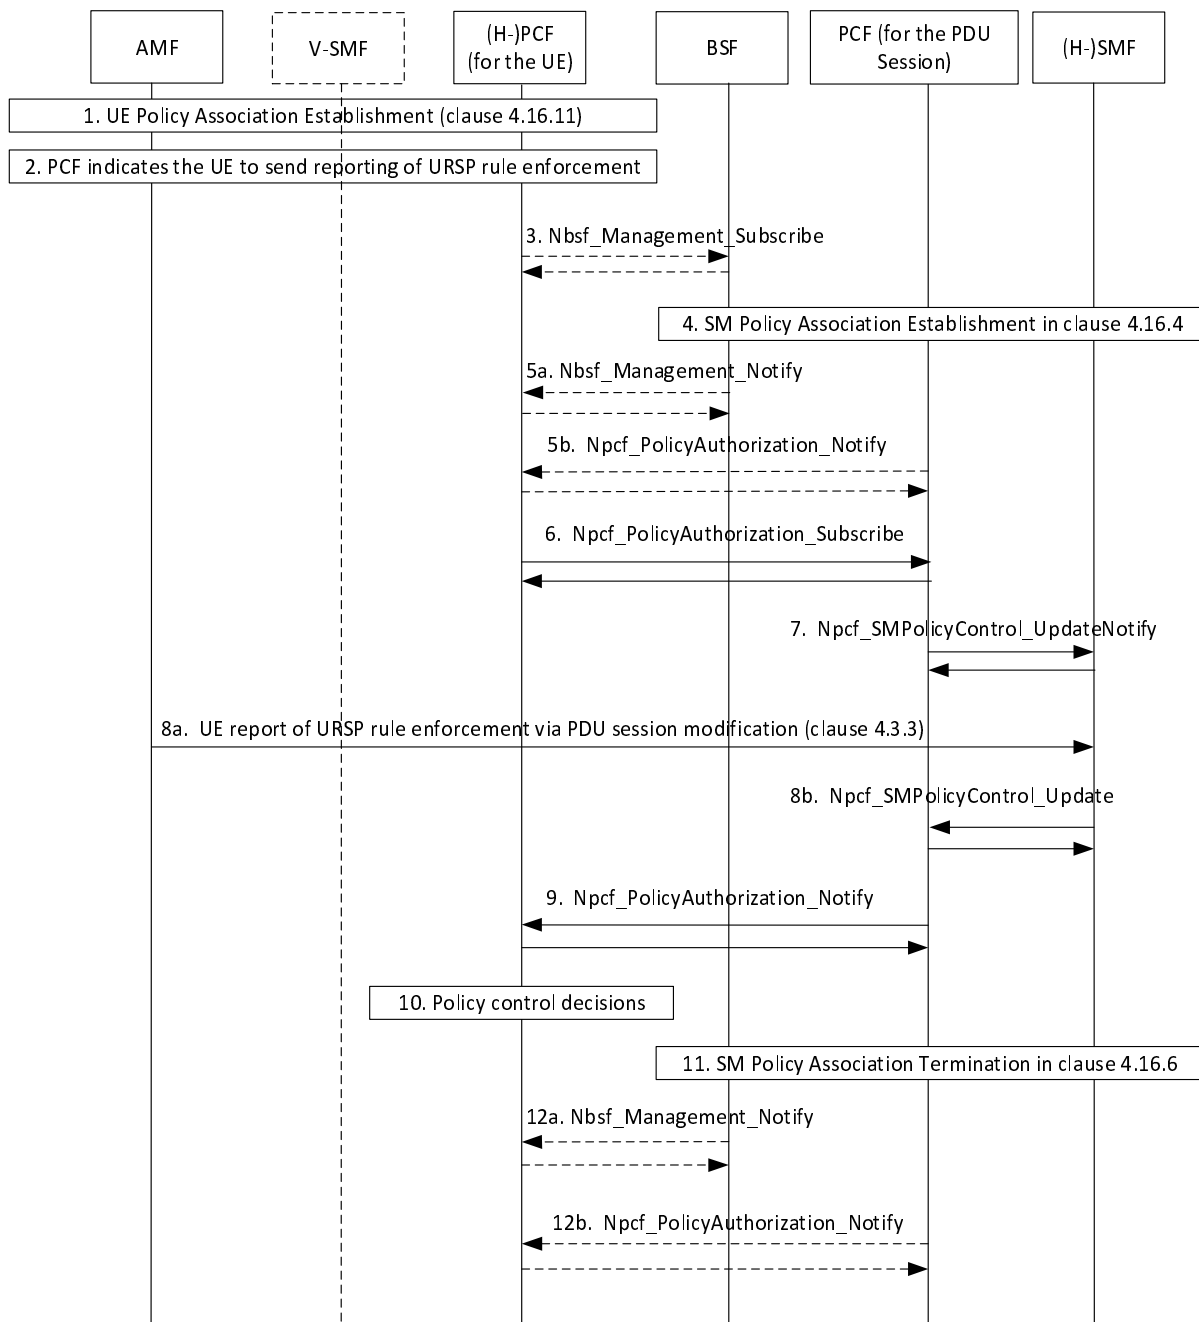 AMF
V-SMF
(H-)PCF
(for the UE)
BSF
PCF (for the PDU
Session)
(H-)SMF
1. UE Policy Association Establishment (clause 4.16.11)
2. PCF indicates the UE to send reporting of URSP rule enforcement
3. Nbsf_Management_Subscribe
4. SM Policy Association Establishment in clause 4.16.4
5a. Nbsf_Management_Notify
5b. Npcf_PolicyAuthorization_Notify
6. Npcf_PolicyAuthorization_Subscribe
7. Npcf_SMPolicyControl_UpdateNotify
8a. UE report of URSP rule enforcement via PDU session modification (clause 4.3.3)
8b. Npcf_SMPolicyControl_Update
9. Npcf_PolicyAuthorization_Notify
10. Policy control decisions
11. SM Policy Association Termination in clause 4.16.6
12a. Nbsf_Management_Notify
12b. Npcf_PolicyAuthorization_Notify